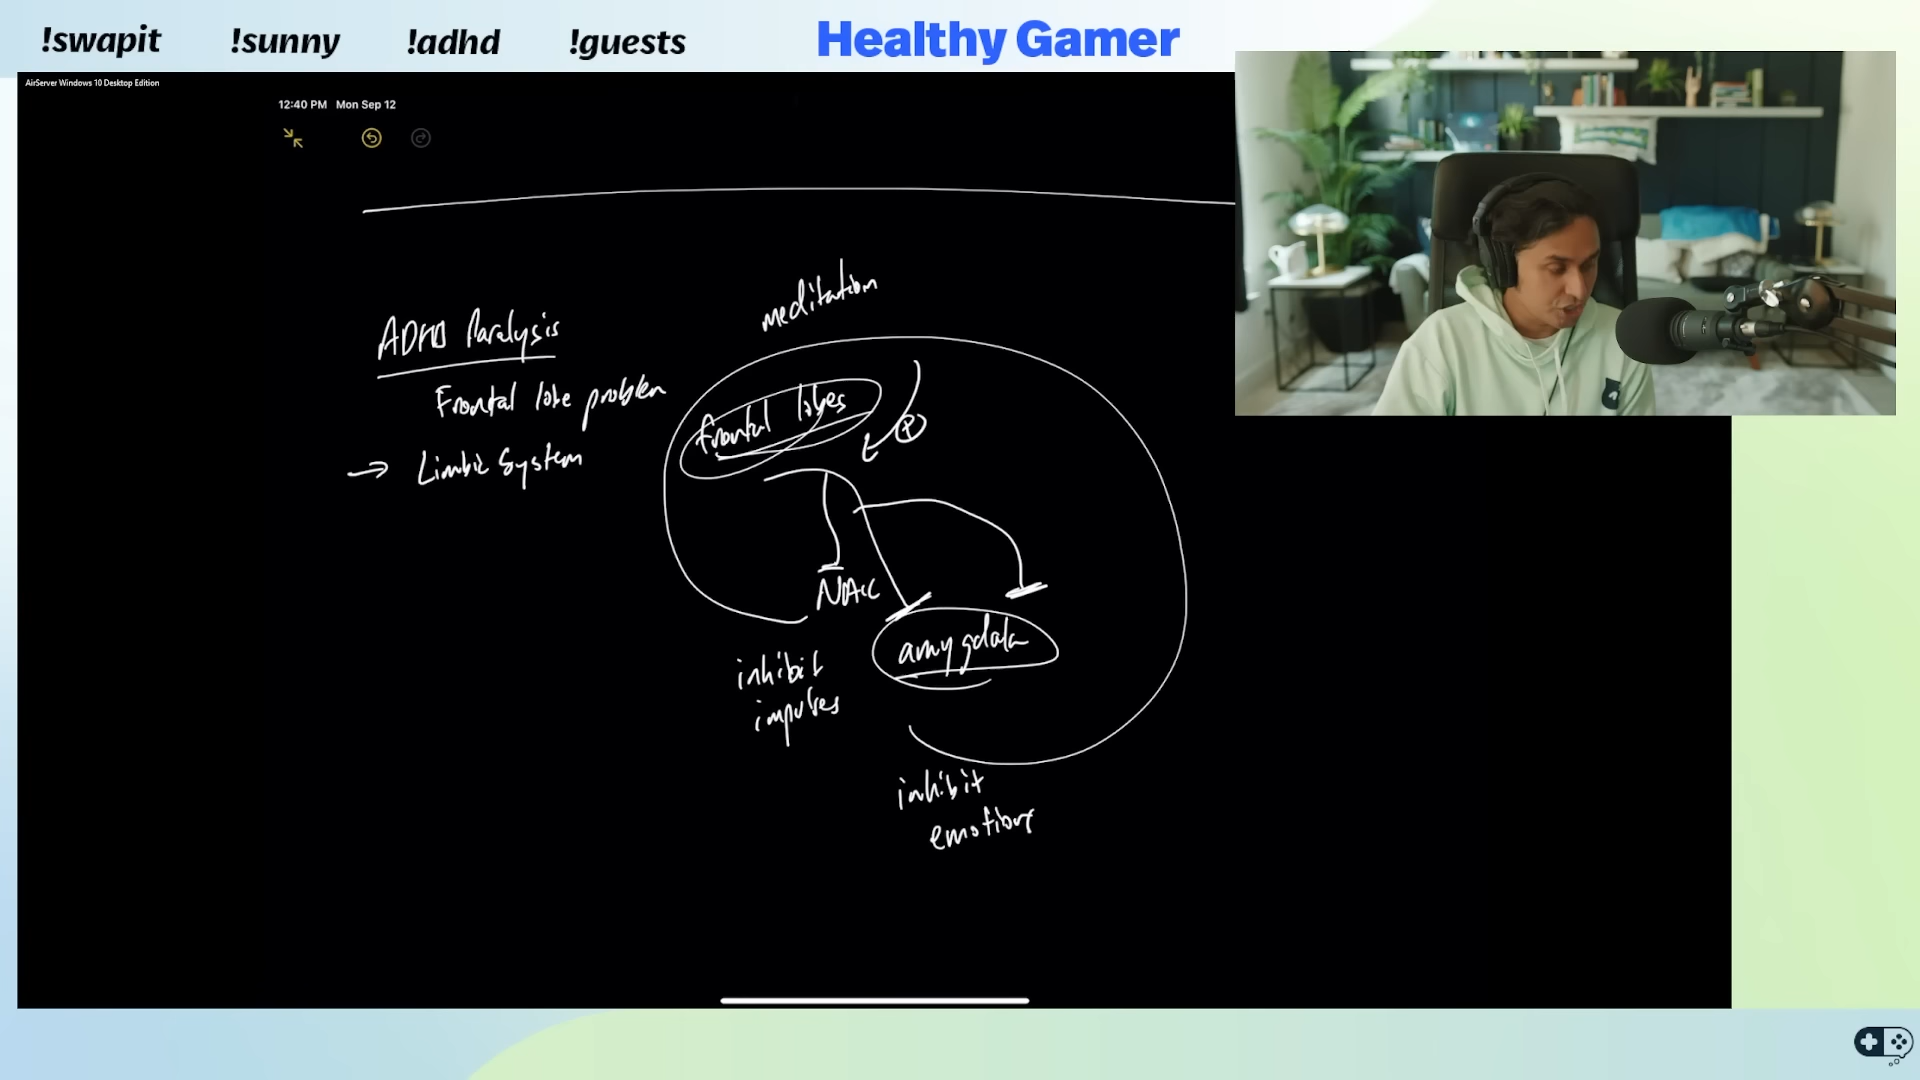 !swapit !sunny !adhd !guests Healthy Gamer
AirServer Windows 10 Desktop Edition
12:40 PM Mon Sep 12
meditation
ADHD Paralysis
Frontal lobe problem
→ Limbic System
frontal lobes
+
NAcc
amygdala
inhibit
impulses
inhibit
emotions